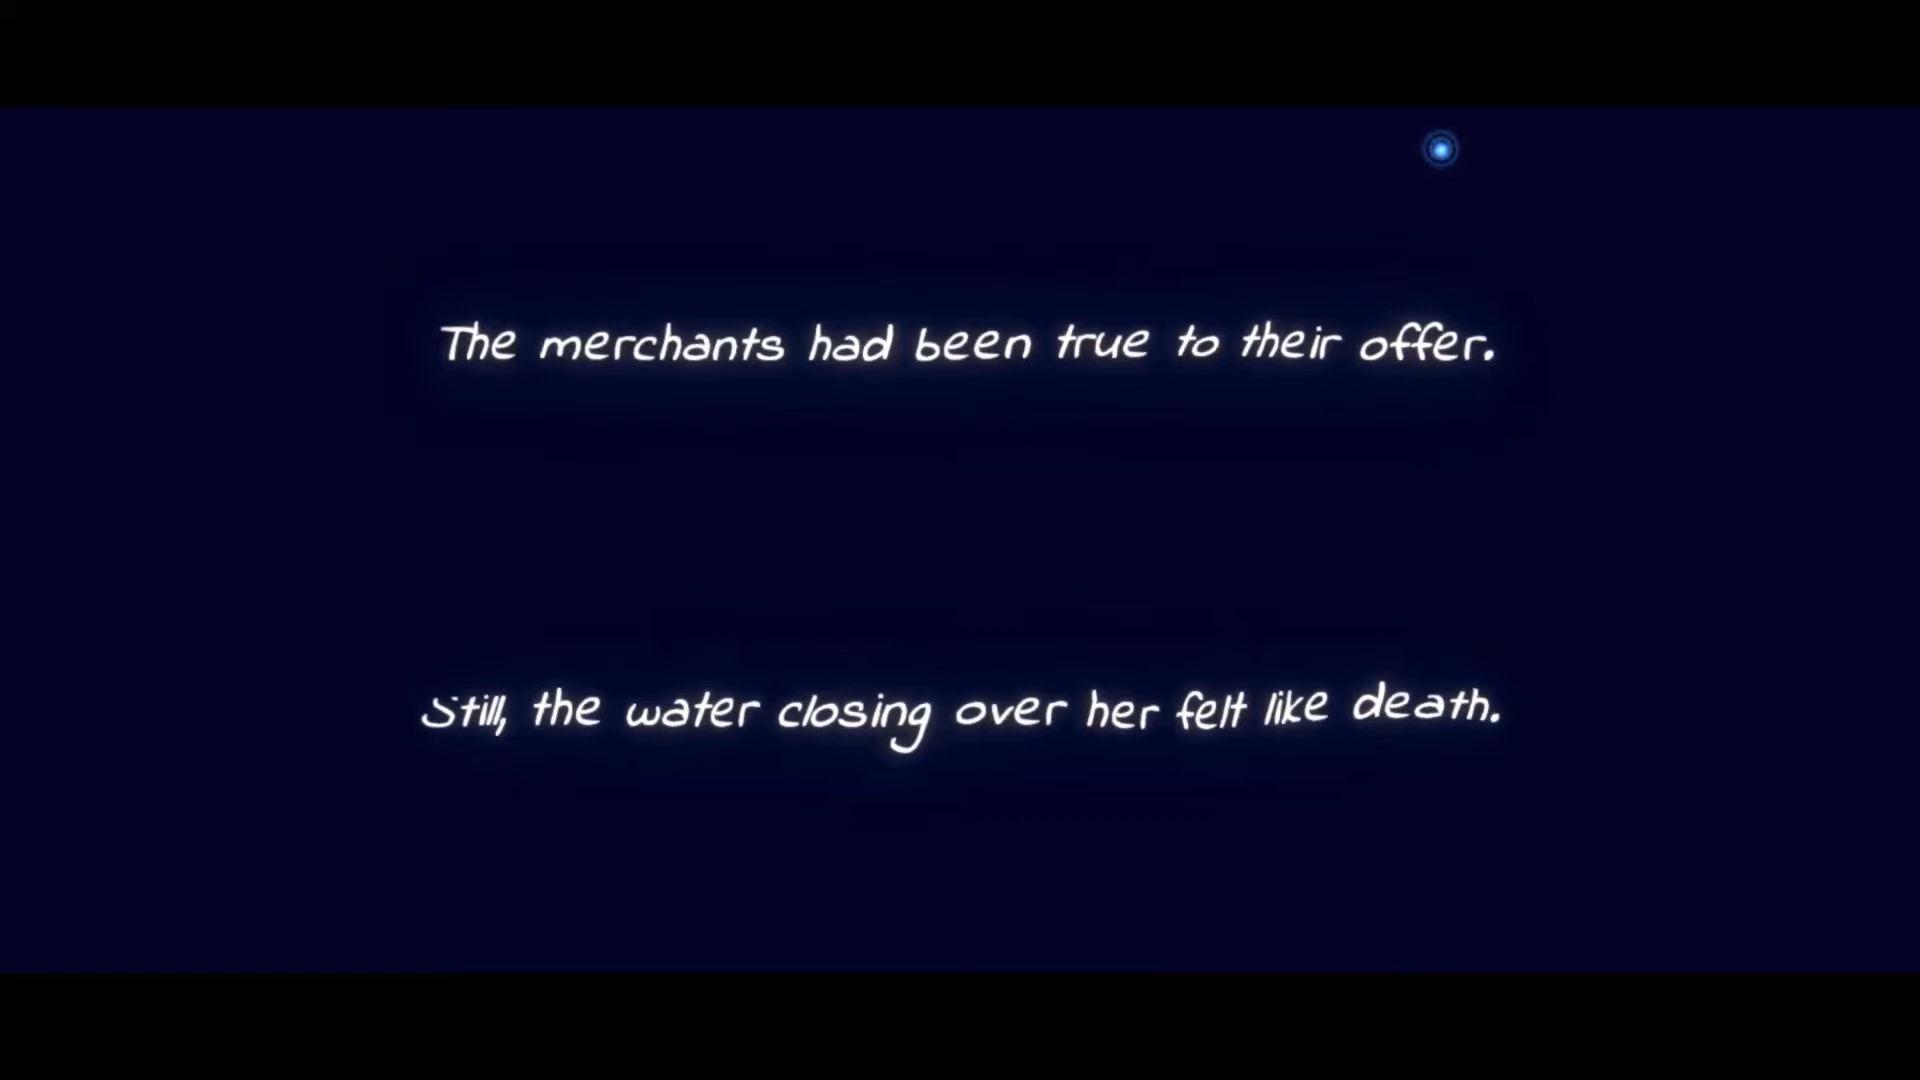 The merchants had been true to their offer.
Still, the water closing over her felt like death.